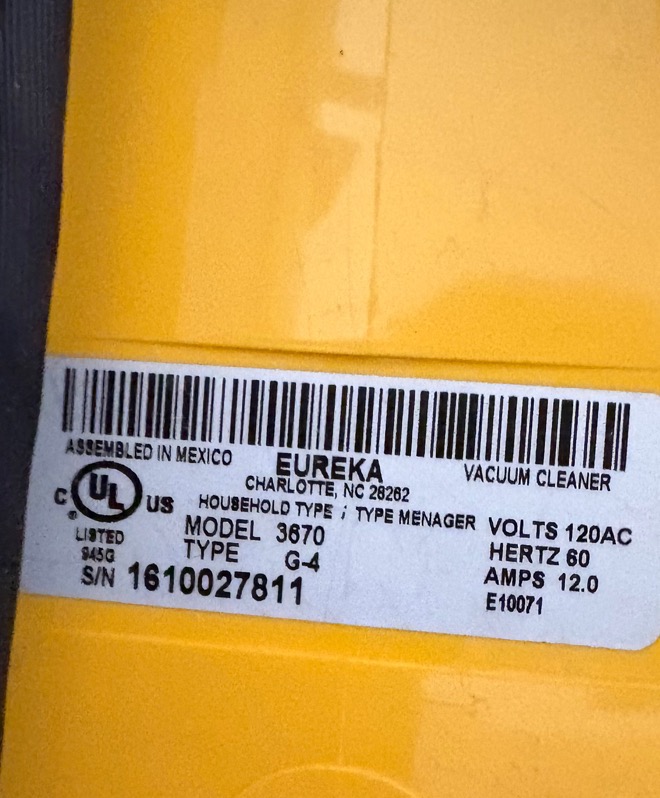 ASSEMBLED IN MEXICO
EUREKA
CHARLOTTE, NC 28262
VACUUM CLEANER
C UL US
®
LISTED
945G
HOUSEHOLD TYPE ; TYPE MENAGER
MODEL 3670
TYPE G-4
S/N 1610027811
VOLTS 120AC
HERTZ 60
AMPS 12.0
E10071